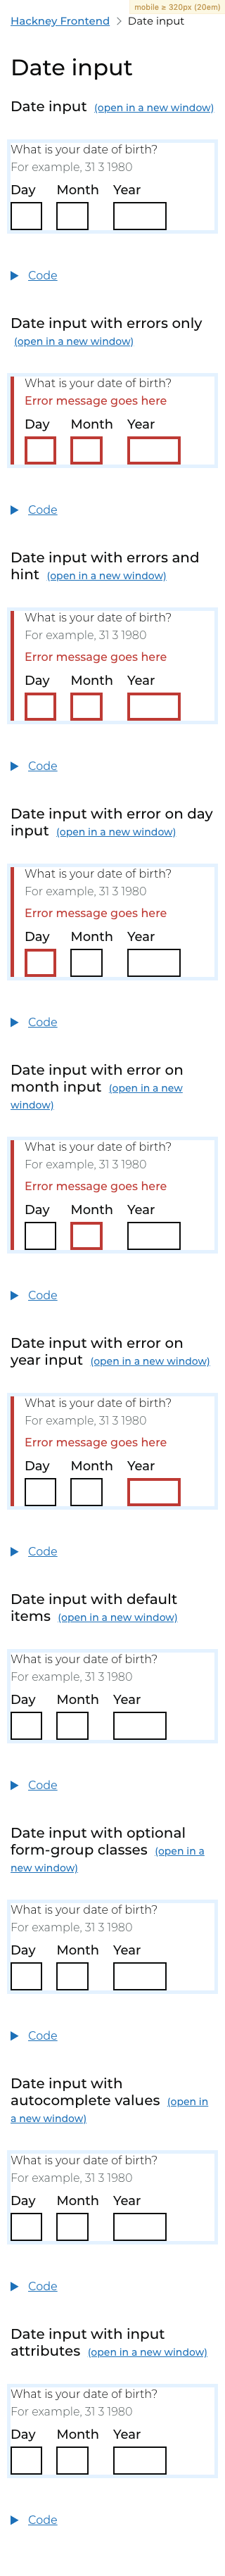 mobile ≥ 320px (20em)
Hackney Frontend > Date input
Date input
Date input (open in a new window)
What is your date of birth?
For example, 31 3 1980
Day Month Year
Code
Date input with errors only
(open in a new window)
What is your date of birth?
Error message goes here
Day Month Year
Code
Date input with errors and
hint (open in a new window)
What is your date of birth?
For example, 31 3 1980
Error message goes here
Day Month Year
Code
Date input with error on day
input (open in a new window)
What is your date of birth?
For example, 31 3 1980
Error message goes here
Day Month Year
Code
Date input with error on
month input (open in a new
window)
What is your date of birth?
For example, 31 3 1980
Error message goes here
Day Month Year
Code
Date input with error on
year input (open in a new window)
What is your date of birth?
For example, 31 3 1980
Error message goes here
Day Month Year
Code
Date input with default
items (open in a new window)
What is your date of birth?
For example, 31 3 1980
Day Month Year
Code
Date input with optional
form-group classes (open in a
new window)
What is your date of birth?
For example, 31 3 1980
Day Month Year
Code
Date input with
autocomplete values (open in
a new window)
What is your date of birth?
For example, 31 3 1980
Day Month Year
Code
Date input with input
attributes (open in a new window)
What is your date of birth?
For example, 31 3 1980
Day Month Year
Code